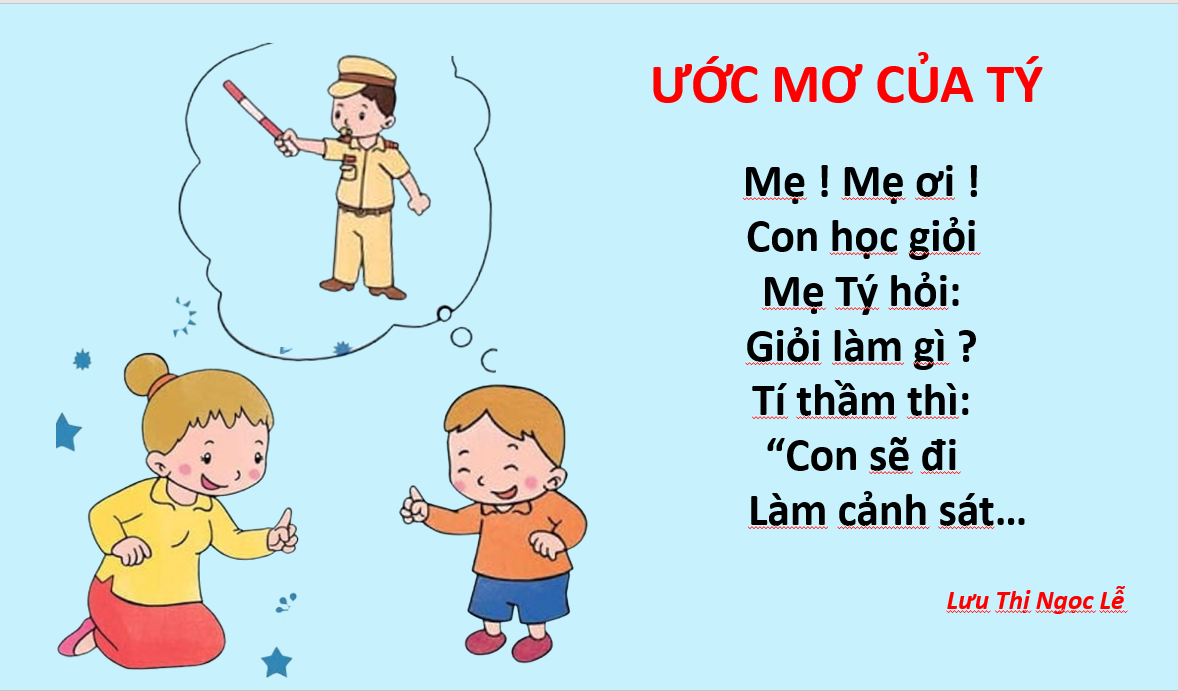 ƯỚC MƠ CỦA TÝ
Mẹ ! Mẹ ơi !
Con học giỏi
Mẹ Tý hỏi:
Giỏi làm gì ?
Tí thầm thì:
“Con sẽ đi
Làm cảnh sát...
Lưu Thị Ngọc Lễ